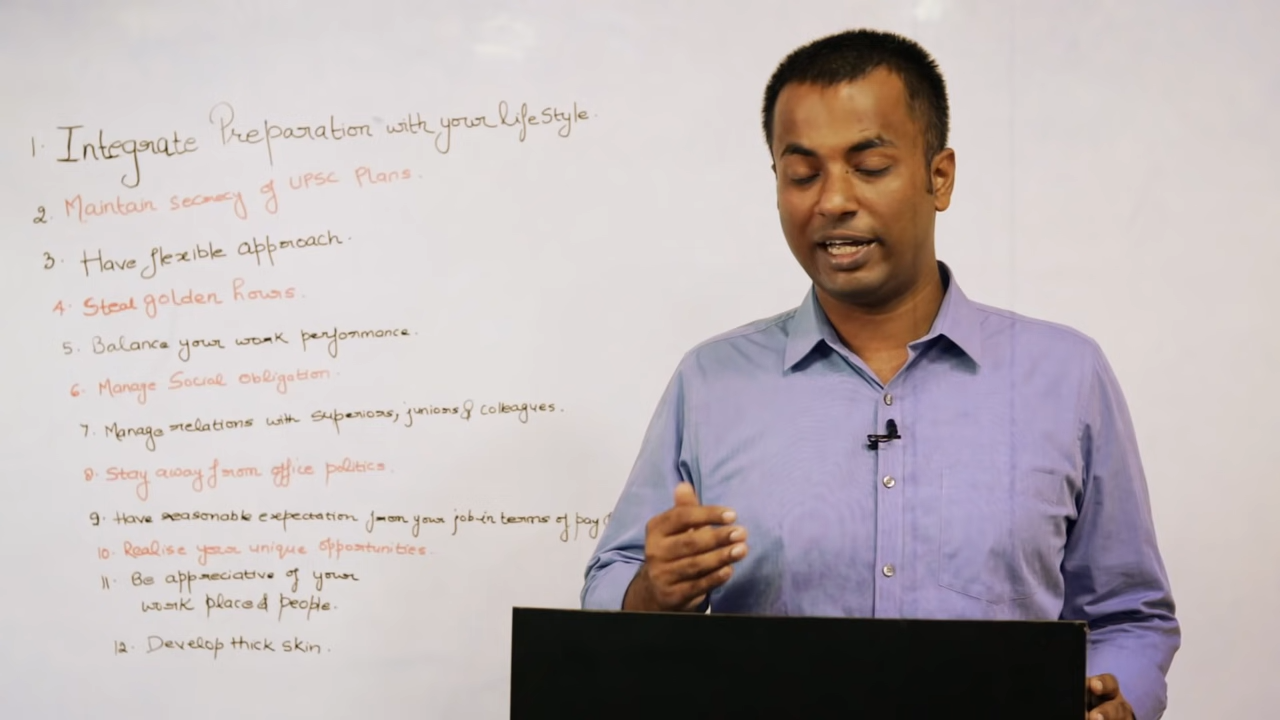 1. Integrate Preparation with your lifestyle.
2. Maintain secrecy of UPSC Plans.
3. Have flexible approach.
4. Steal golden hours.
5. Balance your work performance.
6. Manage Social obligation.
7. Manage relations with superiors, juniors & colleagues.
8. Stay away from office politics.
9. Have reasonable expectation from your job in terms of pay
10. Realise your unique opportunities.
11. Be appreciative of your
work place & people.
12. Develop thick skin.